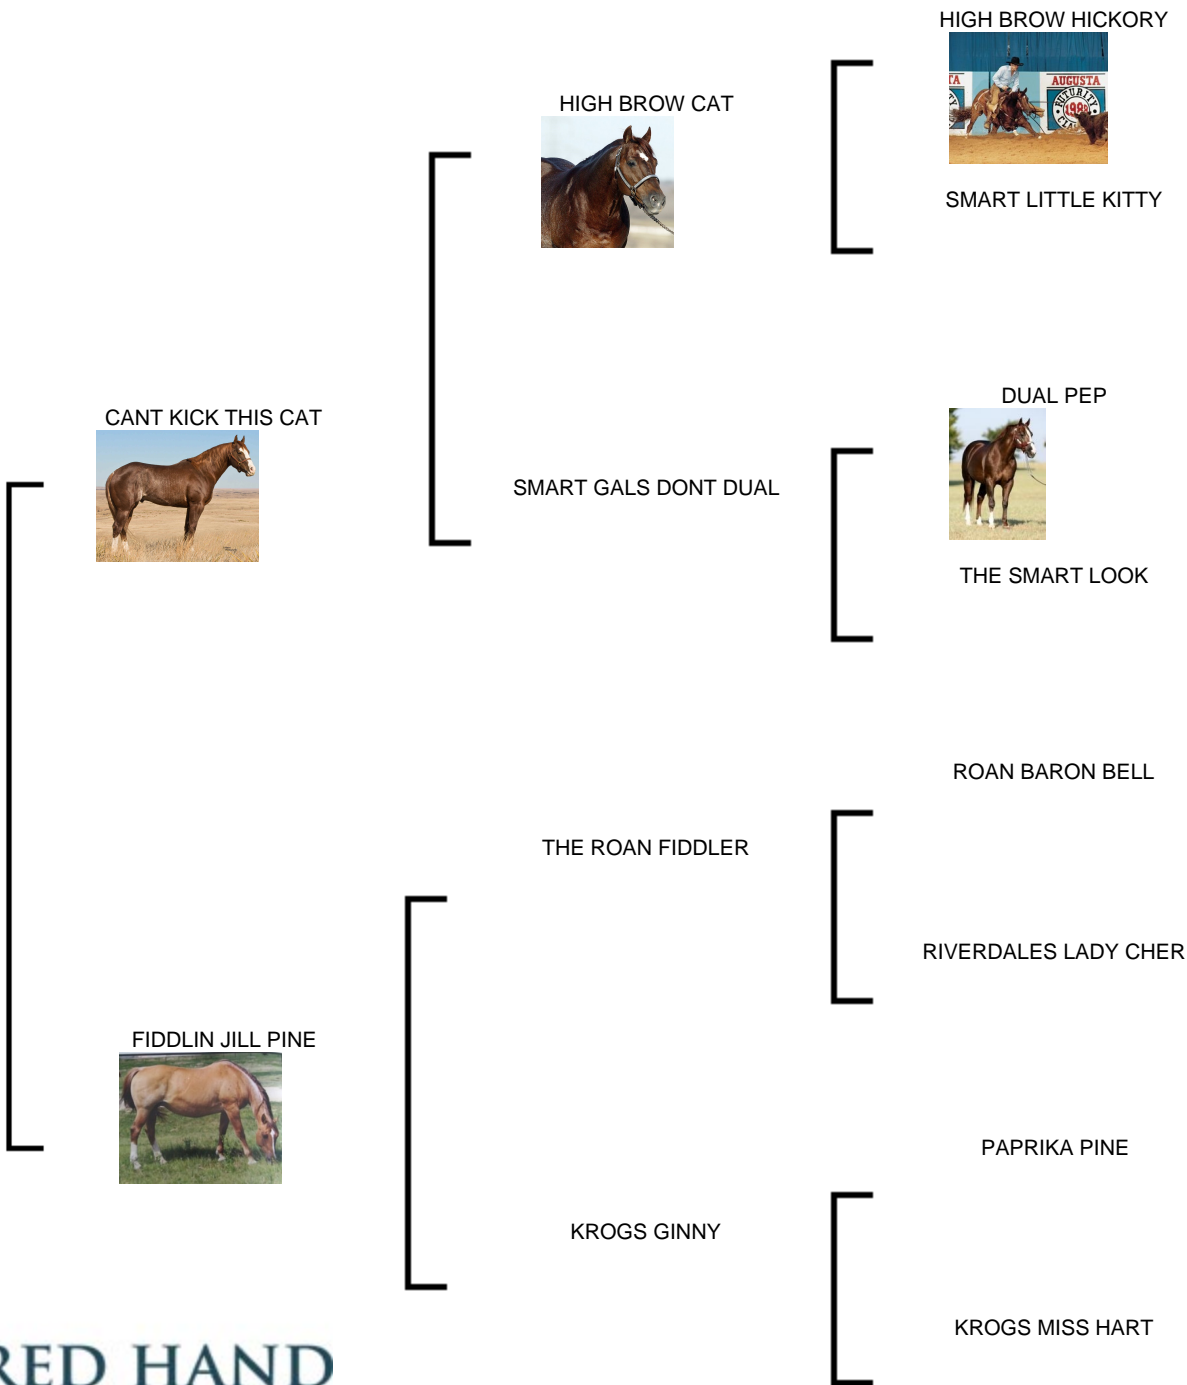 HIGH BROW HICKORY
AUGUSTA
FUTURITY
HIGH BROW CAT
SMART LITTLE KITTY
DUAL PEP
CANT KICK THIS CAT
SMART GALS DONT DUAL
THE SMART LOOK
ROAN BARON BELL
THE ROAN FIDDLER
RIVERDALES LADY CHER
FIDDLIN JILL PINE
PAPRIKA PINE
KROGS GINNY
KROGS MISS HART
RED HAND